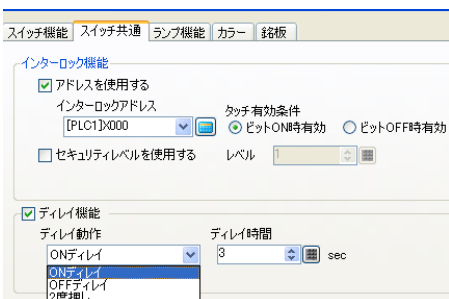 スイッチ機能 スイッチ共通 ランプ機能 カラー 銘板
インターロック機能
アドレスを使用する
インターロックアドレス タッチ有効条件
[PLC1]X000 ビットON時有効 ビットOFF時有効
セキュリティレベルを使用する レベル 1
ディレイ機能
ディレイ動作 ディレイ時間
ONディレイ 3 sec
ONディレイ
OFFディレイ
2度押し